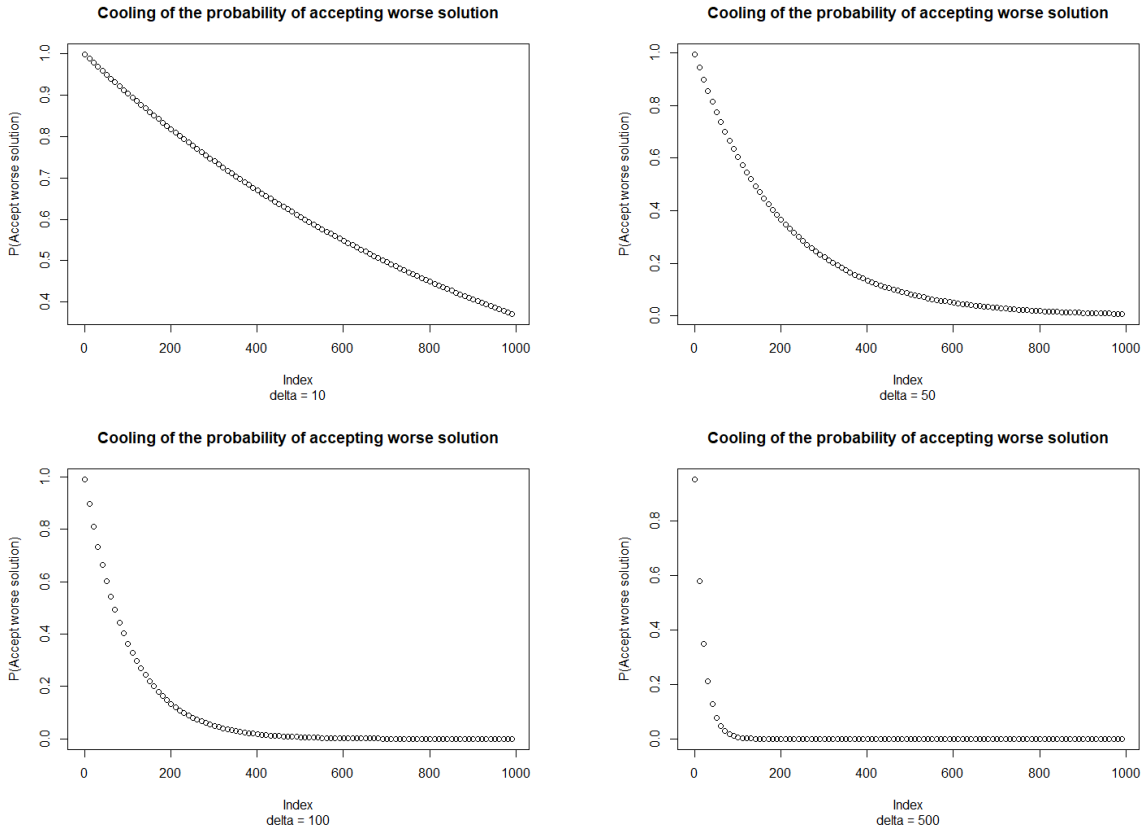 Cooling of the probability of accepting worse solution
P(Accept worse solution)
1.0
0.9
0.8
0.7
0.6
0.5
0.4
0 200 400 600 800 1000
Index
delta = 10
Cooling of the probability of accepting worse solution
P(Accept worse solution)
1.0
0.8
0.6
0.4
0.2
0.0
0 200 400 600 800 1000
Index
delta = 50
Cooling of the probability of accepting worse solution
P(Accept worse solution)
1.0
0.8
0.6
0.4
0.2
0.0
0 200 400 600 800 1000
Index
delta = 100
Cooling of the probability of accepting worse solution
P(Accept worse solution)
0.8
0.6
0.4
0.2
0.0
0 200 400 600 800 1000
Index
delta = 500